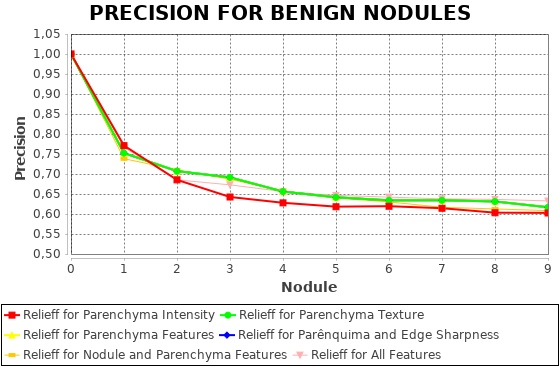 PRECISION FOR BENIGN NODULES
1,05
1,00
0,95
0,90
0,85
0,80
0,75
0,70
0,65
0,60
0,55
0,50
Precision
0 1 2 3 4 5 6 7 8 9
Nodule
Relieff for Parenchyma Intensity Relieff for Parenchyma Texture
Relieff for Parenchyma Features Relieff for Parênquima and Edge Sharpness
Relieff for Nodule and Parenchyma Features Relieff for All Features